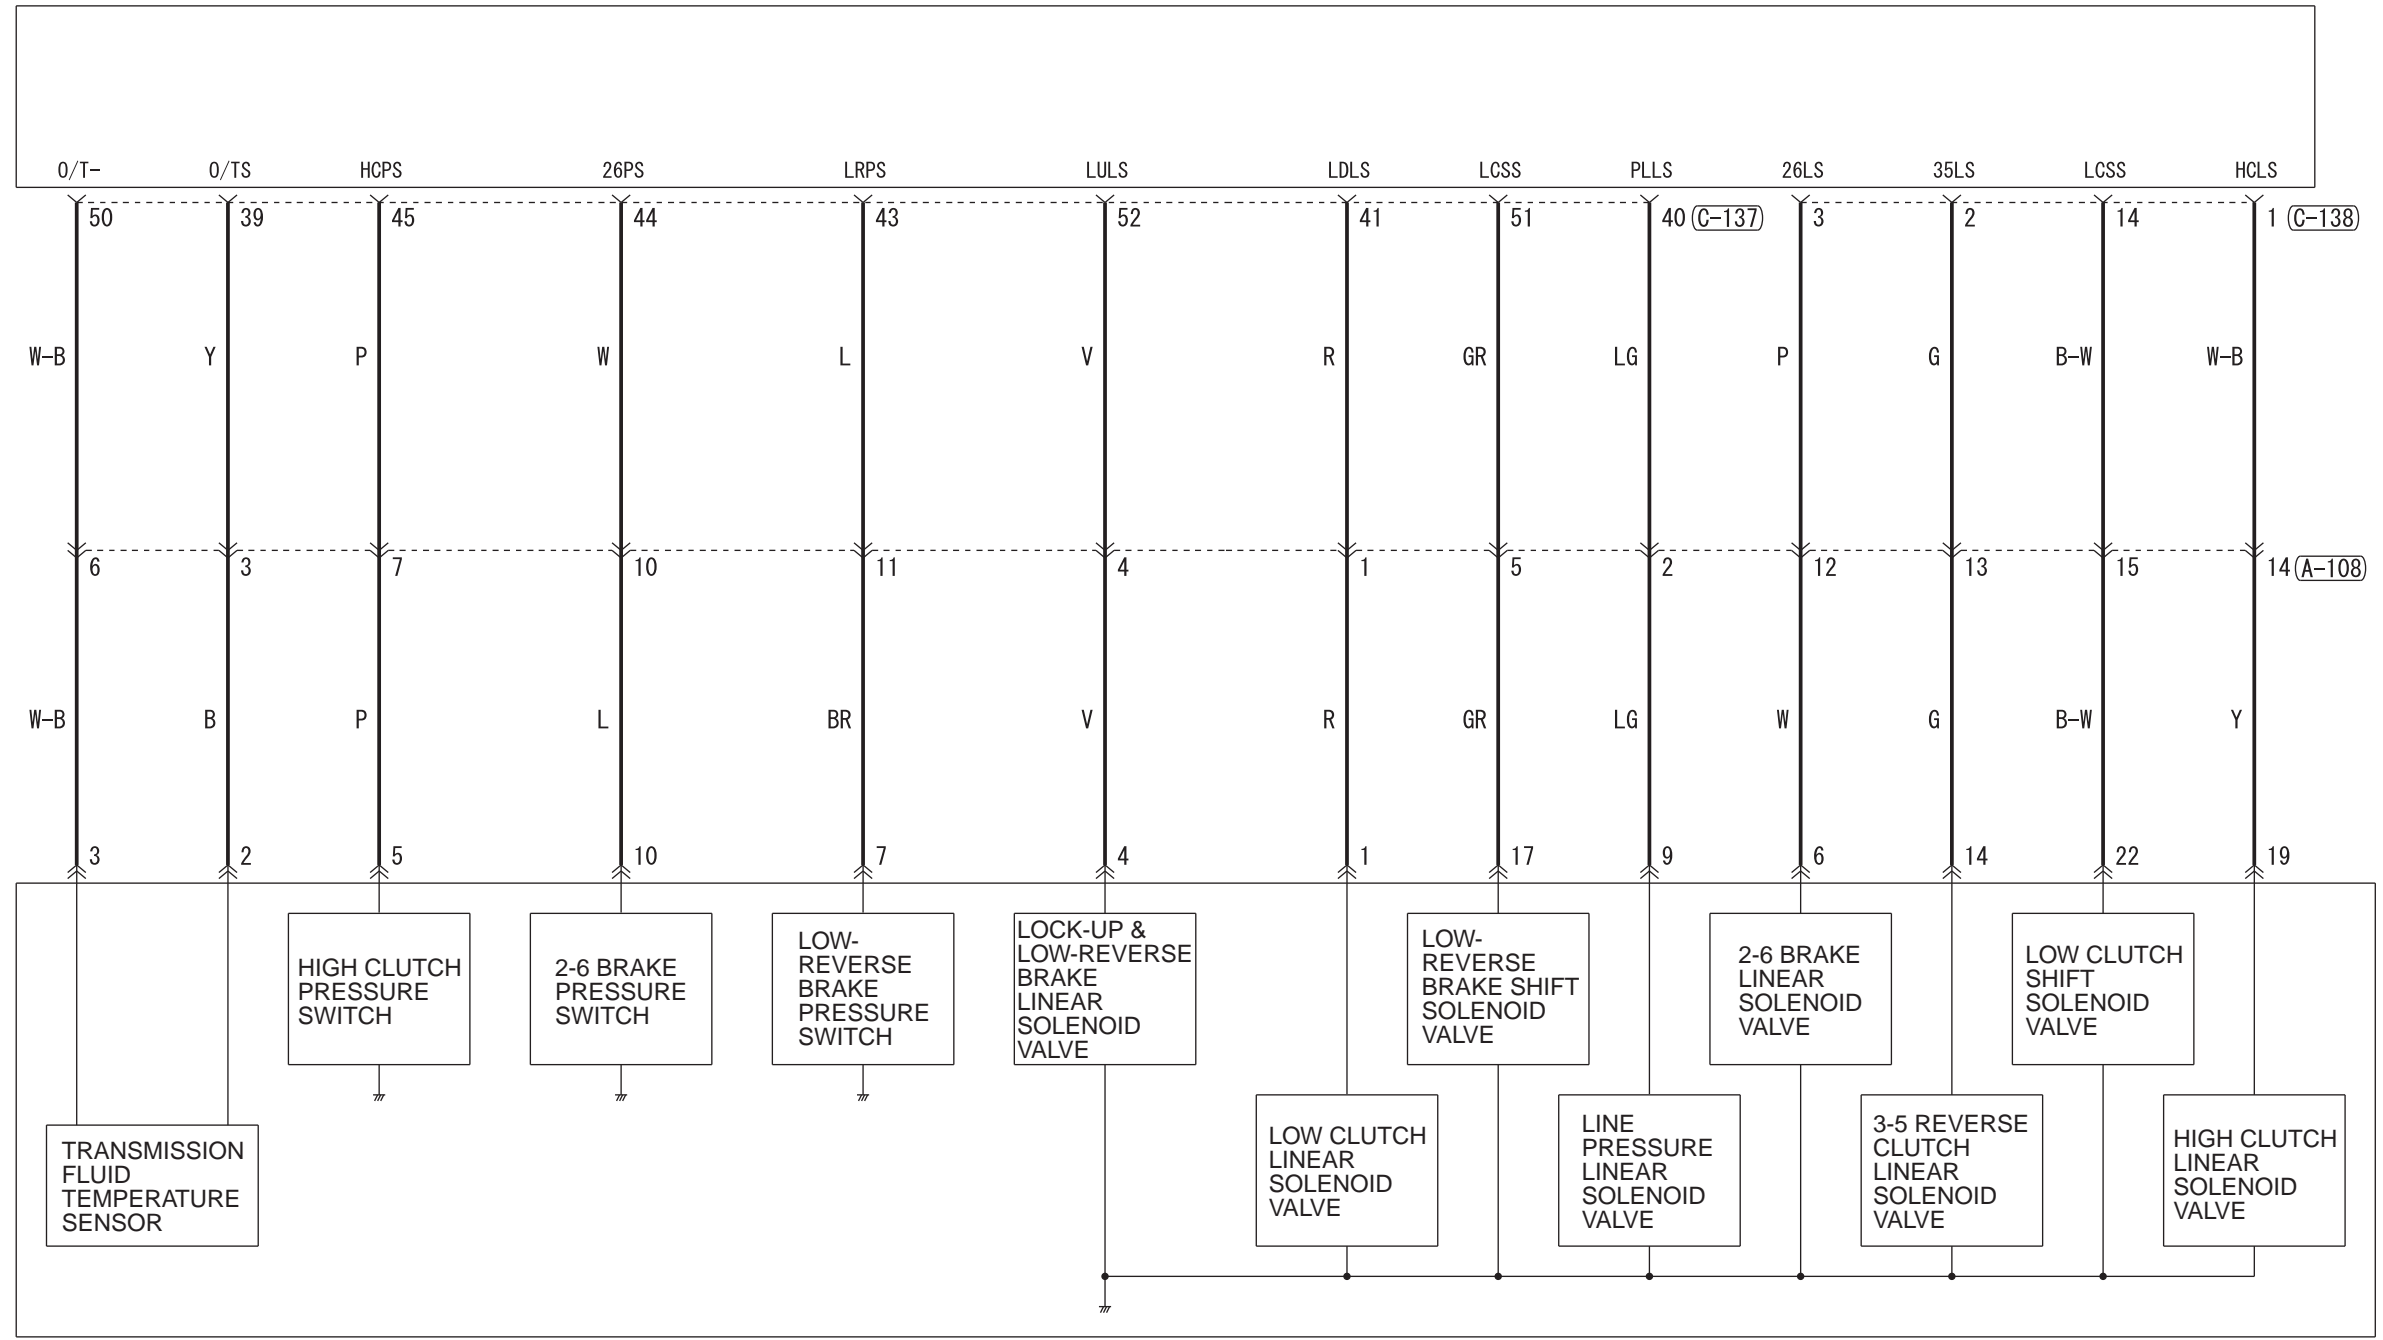 O/T- O/TS HCPS 26PS LRPS LULS LDLS LCSS PLLS 26LS 35LS LCSS HCLS
50 39 45 44 43 52 41 51 40 C-137 3 2 14 1 C-138
W-B Y P W L V R GR LG P G B-W W-B
6 3 7 10 11 4 1 5 2 12 13 15 14 A-108
W-B B P L BR V R GR LG W G B-W Y
3 2 5 10 7 4 1 17 9 6 14 22 19
HIGH CLUTCH
PRESSURE
SWITCH
2-6 BRAKE
PRESSURE
SWITCH
LOW-
REVERSE
BRAKE
PRESSURE
SWITCH
LOCK-UP &
LOW-REVERSE
BRAKE
LINEAR
SOLENOID
VALVE
LOW-
REVERSE
BRAKE SHIFT
SOLENOID
VALVE
2-6 BRAKE
LINEAR
SOLENOID
VALVE
LOW CLUTCH
SHIFT
SOLENOID
VALVE
TRANSMISSION
FLUID
TEMPERATURE
SENSOR
LOW CLUTCH
LINEAR
SOLENOID
VALVE
LINE
PRESSURE
LINEAR
SOLENOID
VALVE
3-5 REVERSE
CLUTCH
LINEAR
SOLENOID
VALVE
HIGH CLUTCH
LINEAR
SOLENOID
VALVE